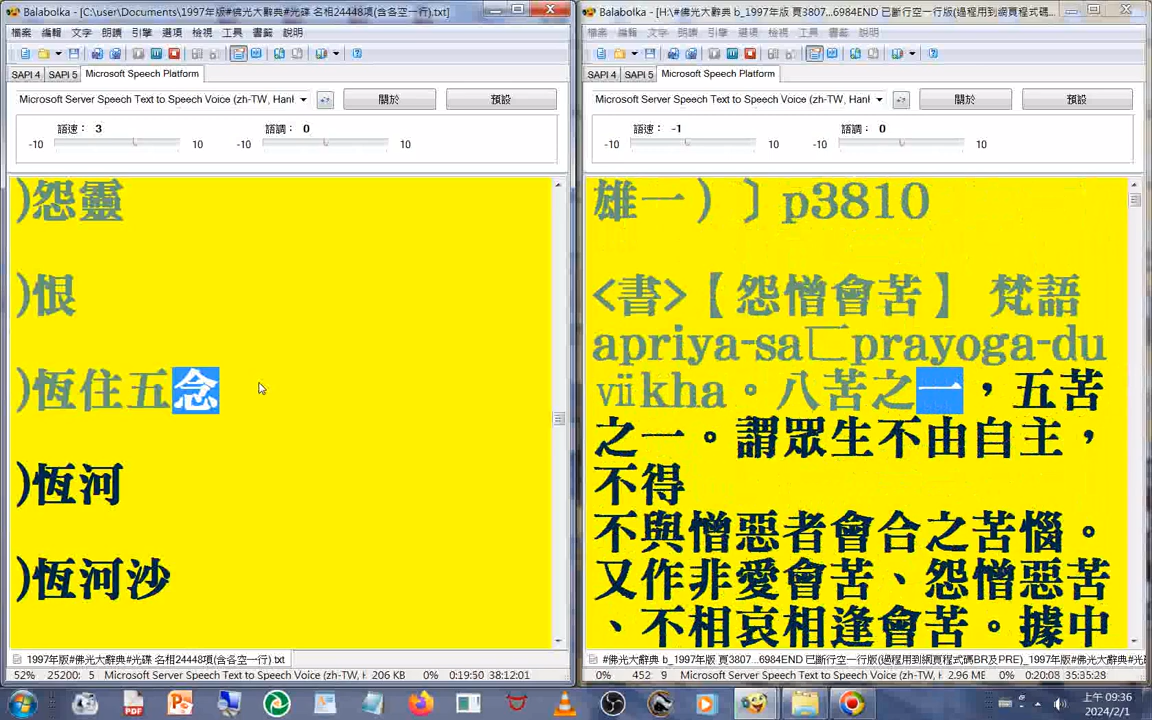 Balabolka - [C:\user\Documents\1997年版#佛光大辭典#光碟 名相24448項(含各空一行).txt]
檔案 編輯 文字 朗讀 引擎 選項 檢視 工具 書籤 說明
SAPI 4 SAPI 5 Microsoft Speech Platform
Microsoft Server Speech Text to Speech Voice (zh-TW, Hanl
關於
預設
語速： 3
語調： 0
-10 10 -10 10
)怨靈
)恨
)恆住五念
)恆河
)恆河沙
1997年版#佛光大辭典#光碟 名相24448項(含各空一行).txt
52% 25200: 5 Microsoft Server Speech Text to Speech Voice (zh-TW, H 206 KB 0% 0:19:50 38:12:01
Balabolka - [H:\#佛光大辭典 b_1997年版 頁3807...6984END 已斷行空一行版(過程用到網頁程式碼
檔案 編輯 文字 朗讀 引擎 選項 檢視 工具 書籤 說明
SAPI 4 SAPI 5 Microsoft Speech Platform
Microsoft Server Speech Text to Speech Voice (zh-TW, Hanl
關於
預設
語速： -1
語調： 0
-10 10 -10 10
雄一）〕p3810
<書>【怨憎會苦】 梵語
apriya-sa匚prayoga-du
ⅶkha。八苦之一，五苦
之一。謂眾生不由自主，
不得
不與憎惡者會合之苦惱。
又作非愛會苦、怨憎惡苦
、不相哀相逢會苦。據中
#佛光大辭典 b_1997年版 頁3807...6984END 已斷行空一行版(過程用到網頁程式碼BR及PRE)_1997年版#佛光
0% 452: 9 Microsoft Server Speech Text to Speech Voice (zh-TW, H 2.96 ME 0% 0:20:08 35:35:28
上午 09:36
2024/2/1